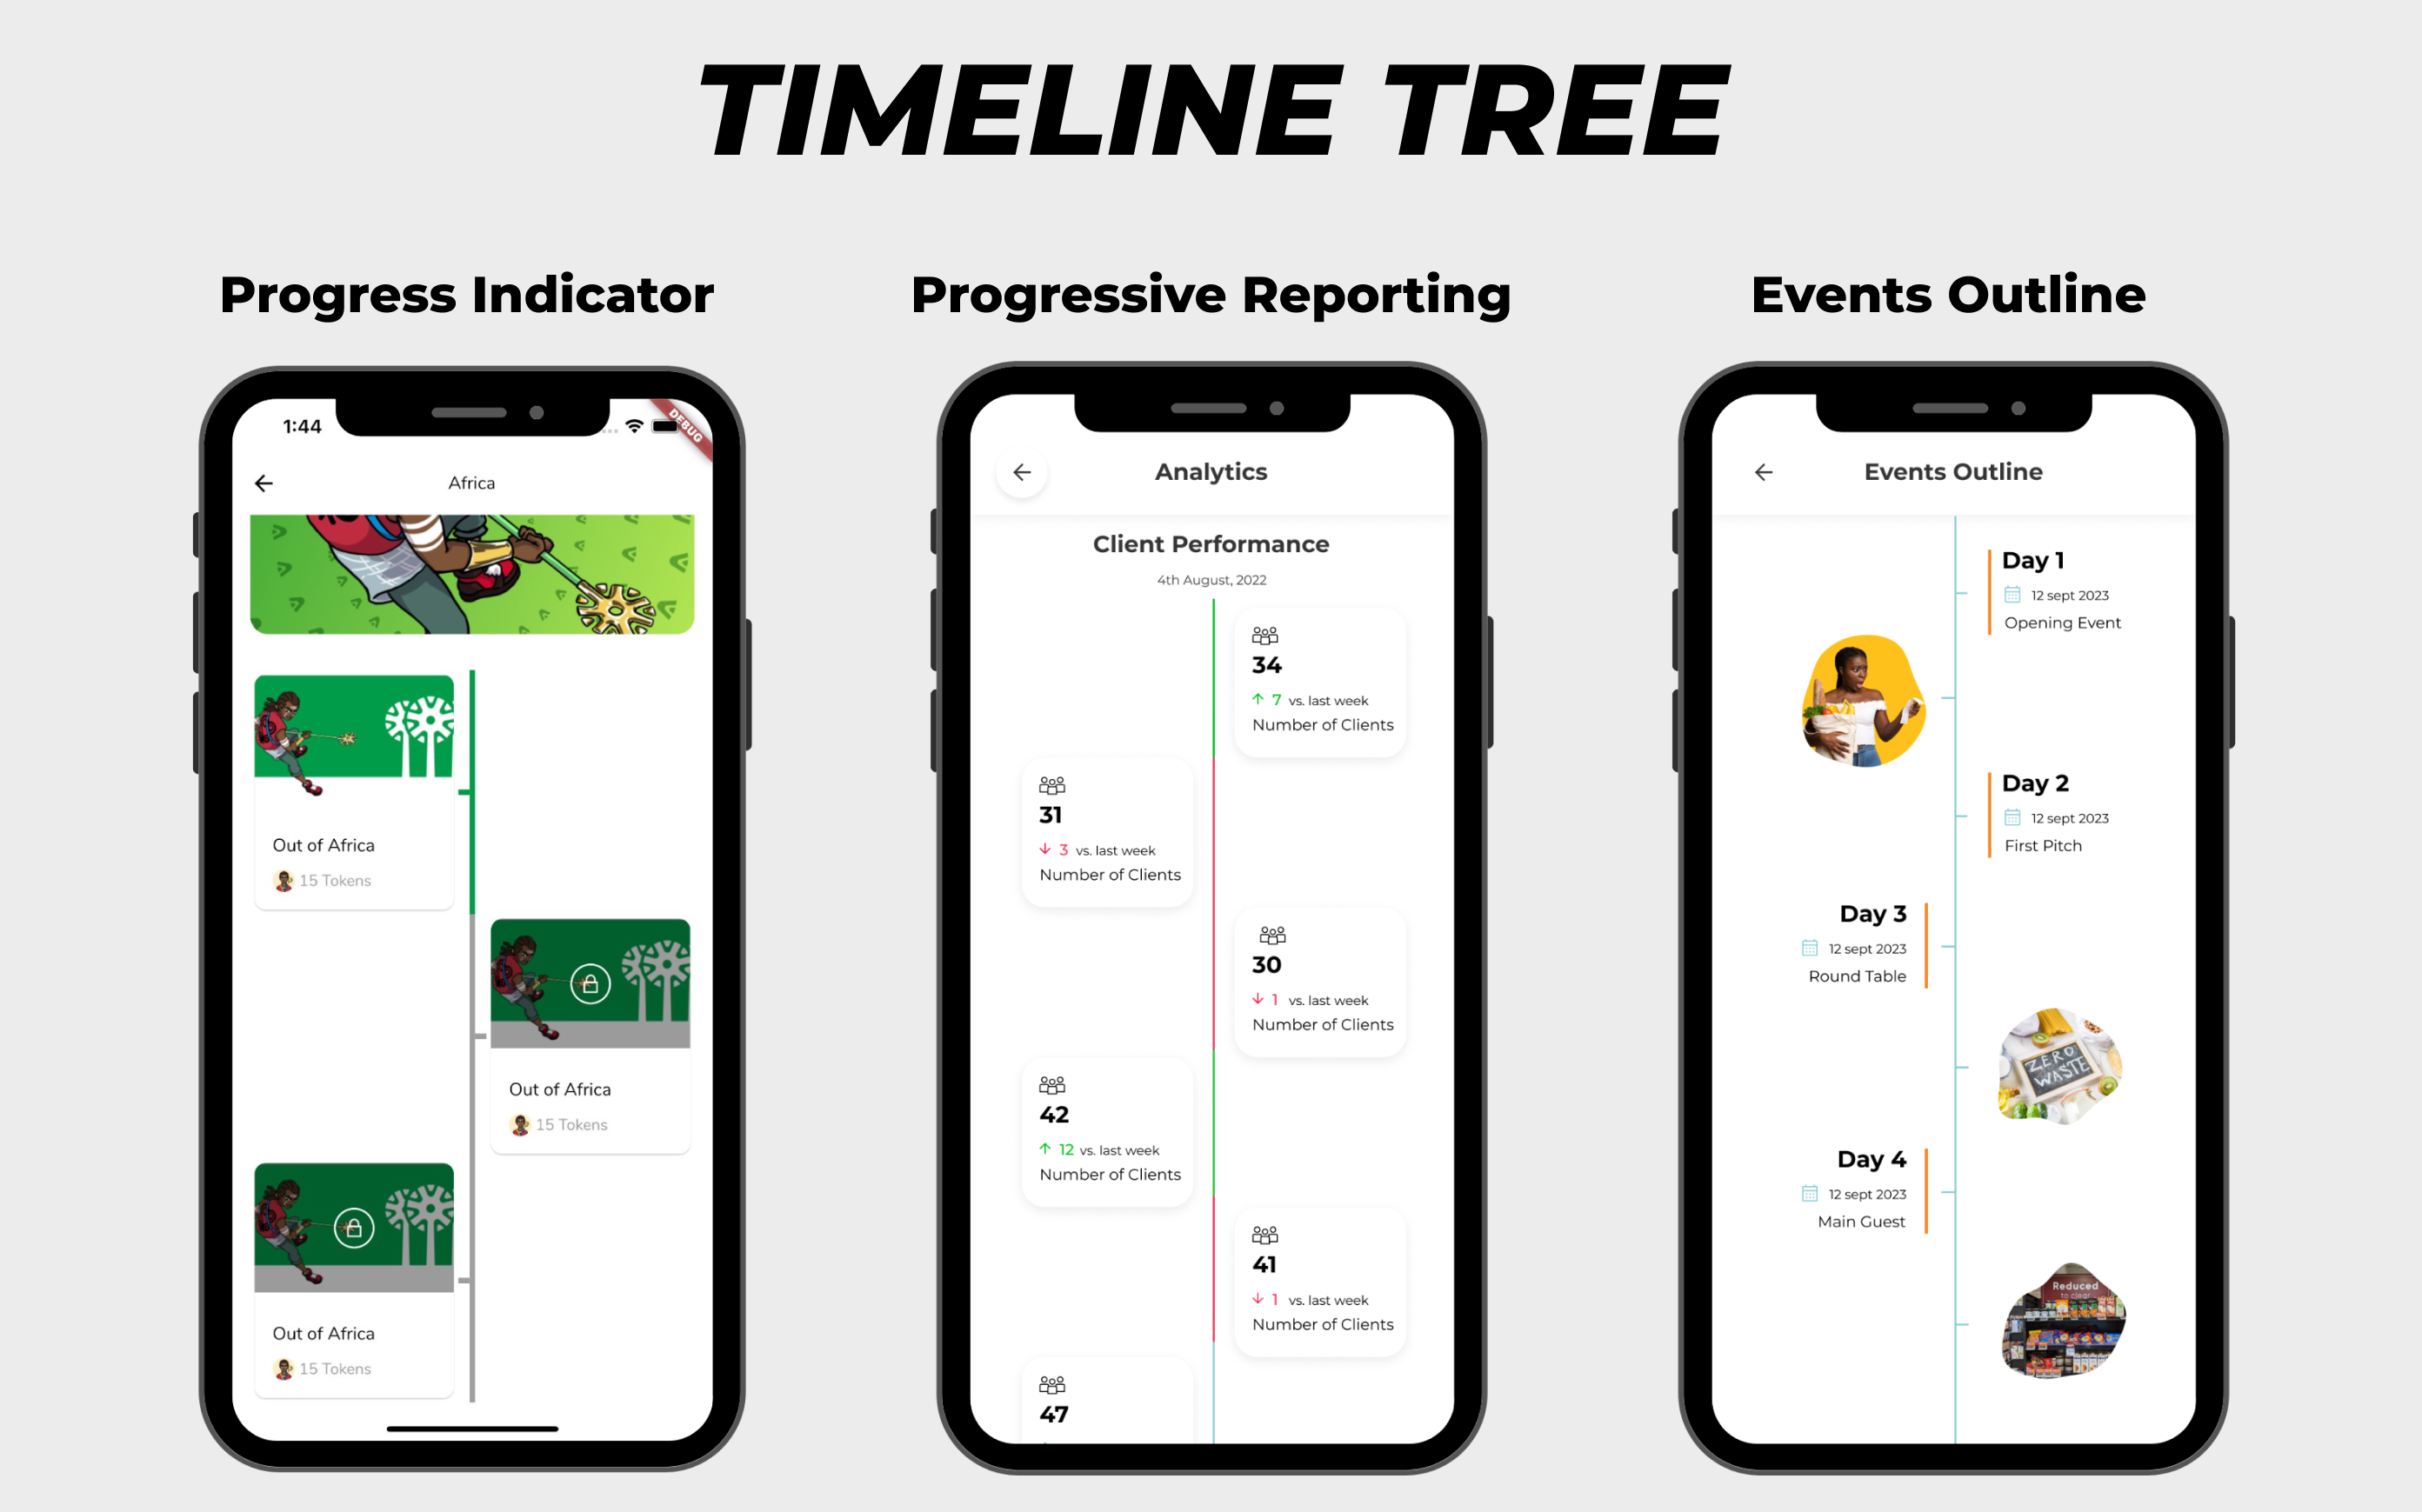 TIMELINE TREE
Progress Indicator
Progressive Reporting
Events Outline
1:44
DEBUG
Africa
Out of Africa
15 Tokens
Out of Africa
15 Tokens
Out of Africa
15 Tokens
Analytics
Client Performance
4th August, 2022
34
7 vs. last week
Number of Clients
31
3 vs. last week
Number of Clients
30
1 vs. last week
Number of Clients
42
12 vs. last week
Number of Clients
41
1 vs. last week
Number of Clients
47
Events Outline
Day 1
12 sept 2023
Opening Event
Day 2
12 sept 2023
First Pitch
Day 3
12 sept 2023
Round Table
ZERO
WASTE
Day 4
12 sept 2023
Main Guest
Reduced
to clear